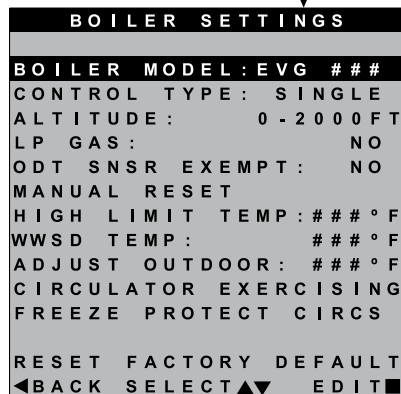 BOILER SETTINGS
BOILER MODEL:EVG ###
CONTROL TYPE: SINGLE
ALTITUDE: 0-2000FT
LP GAS: NO
ODT SNSR EXEMPT: NO
MANUAL RESET
HIGH LIMIT TEMP:###°F
WWSD TEMP: ###°F
ADJUST OUTDOOR: ###°F
CIRCULATOR EXERCISING
FREEZE PROTECT CIRCS
RESET FACTORY DEFAULT
◀BACK SELECT▲▼ EDIT■